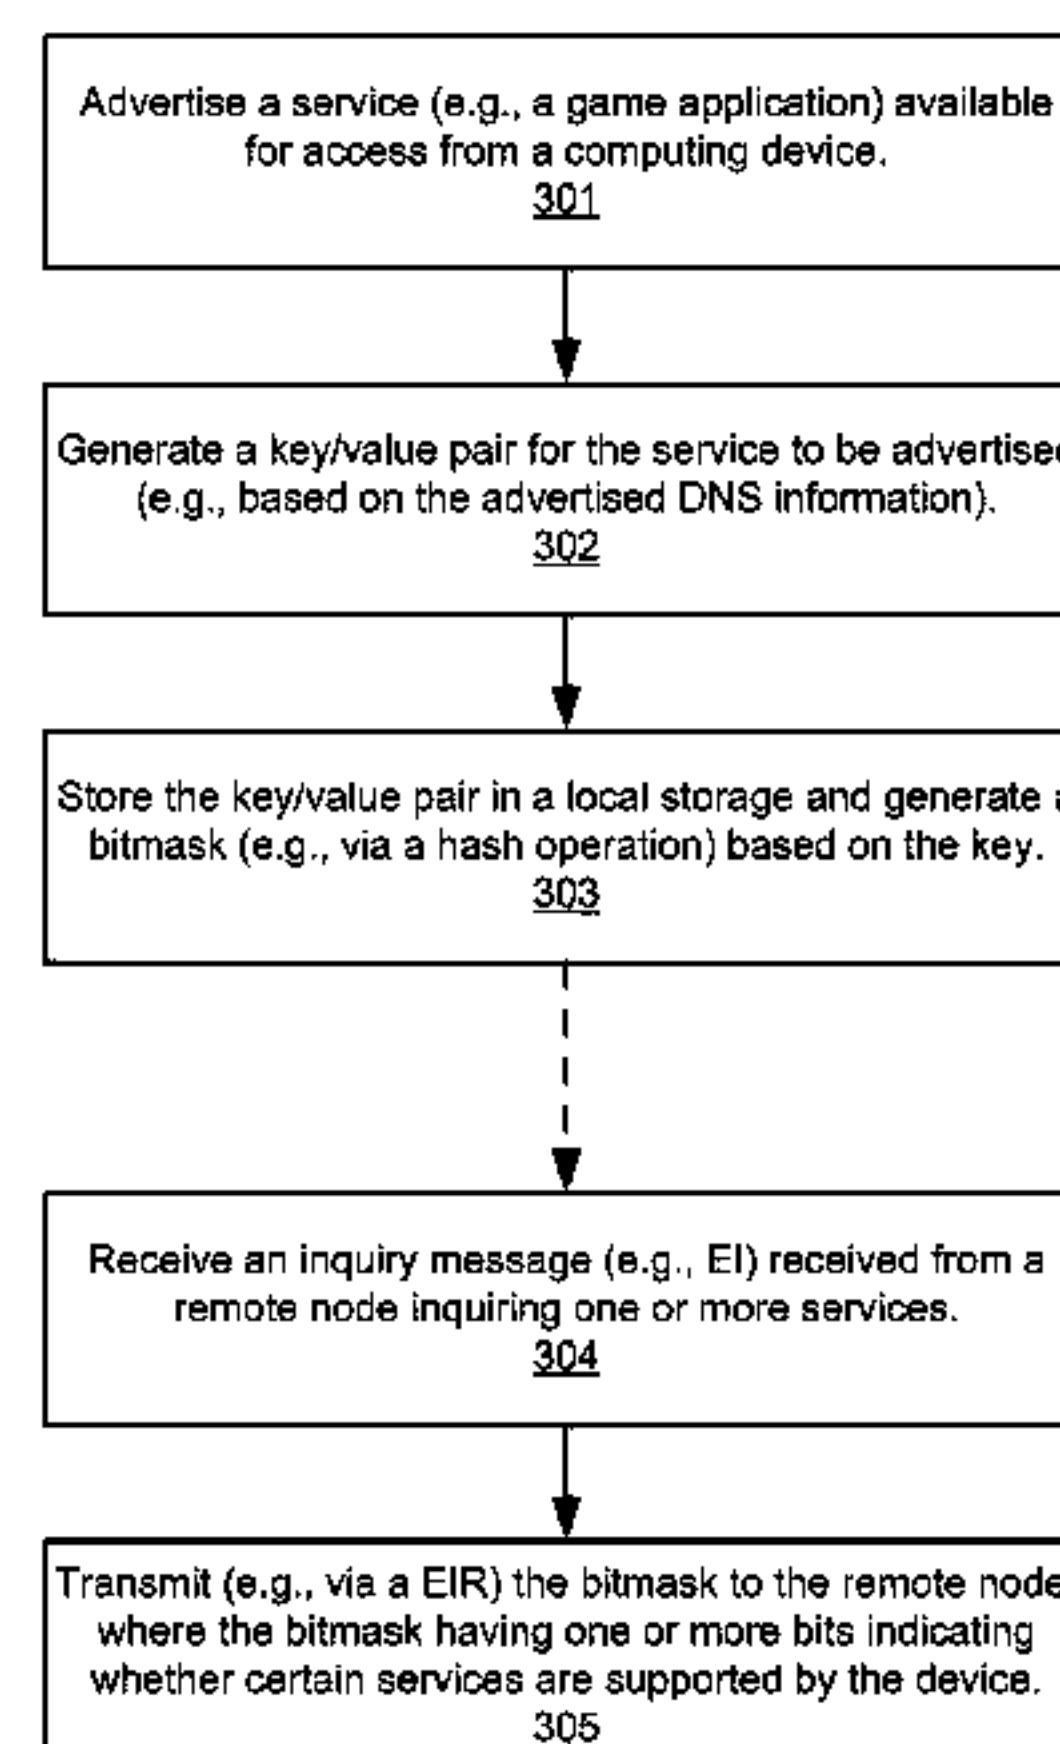 Advertise a service (e.g., a game application) available
for access from a computing device.
301
Generate a key/value pair for the service to be advertised
(e.g., based on the advertised DNS information).
302
Store the key/value pair in a local storage and generate a
bitmask (e.g., via a hash operation) based on the key.
303
Receive an inquiry message (e.g., EI) received from a
remote node inquiring one or more services.
304
Transmit (e.g., via a EIR) the bitmask to the remote node
where the bitmask having one or more bits indicating
whether certain services are supported by the device.
305